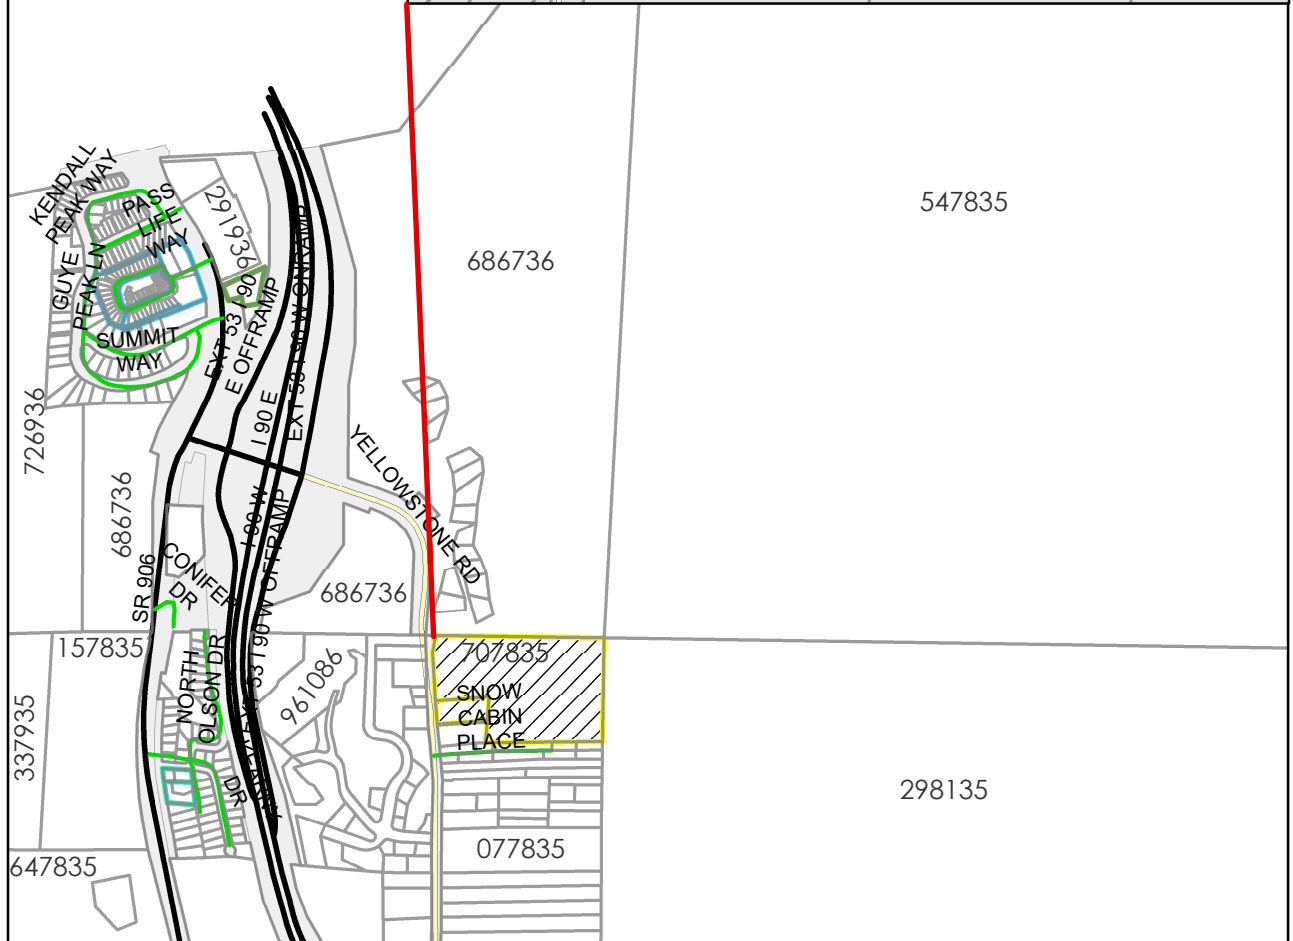 KENDALL
PEAK WAY
PASS
LIFE
WAY
291936
547835
686736
GUYE
PEAK LN
SUMMIT
WAY
EXT 53 I 90
E OFFRAMP
EXT 53 I 90 W ONRAMP
I 90 E
726936
686736
YELLOWSTONE RD
I 90 W
EXT 53 I 90 W OFFRAMP
SR 906
CONIFER
DR
686736
157835
707835
NORTH
OLSON DR
961086
SNOW
CABIN
PLACE
337935
DR
298135
077835
647835